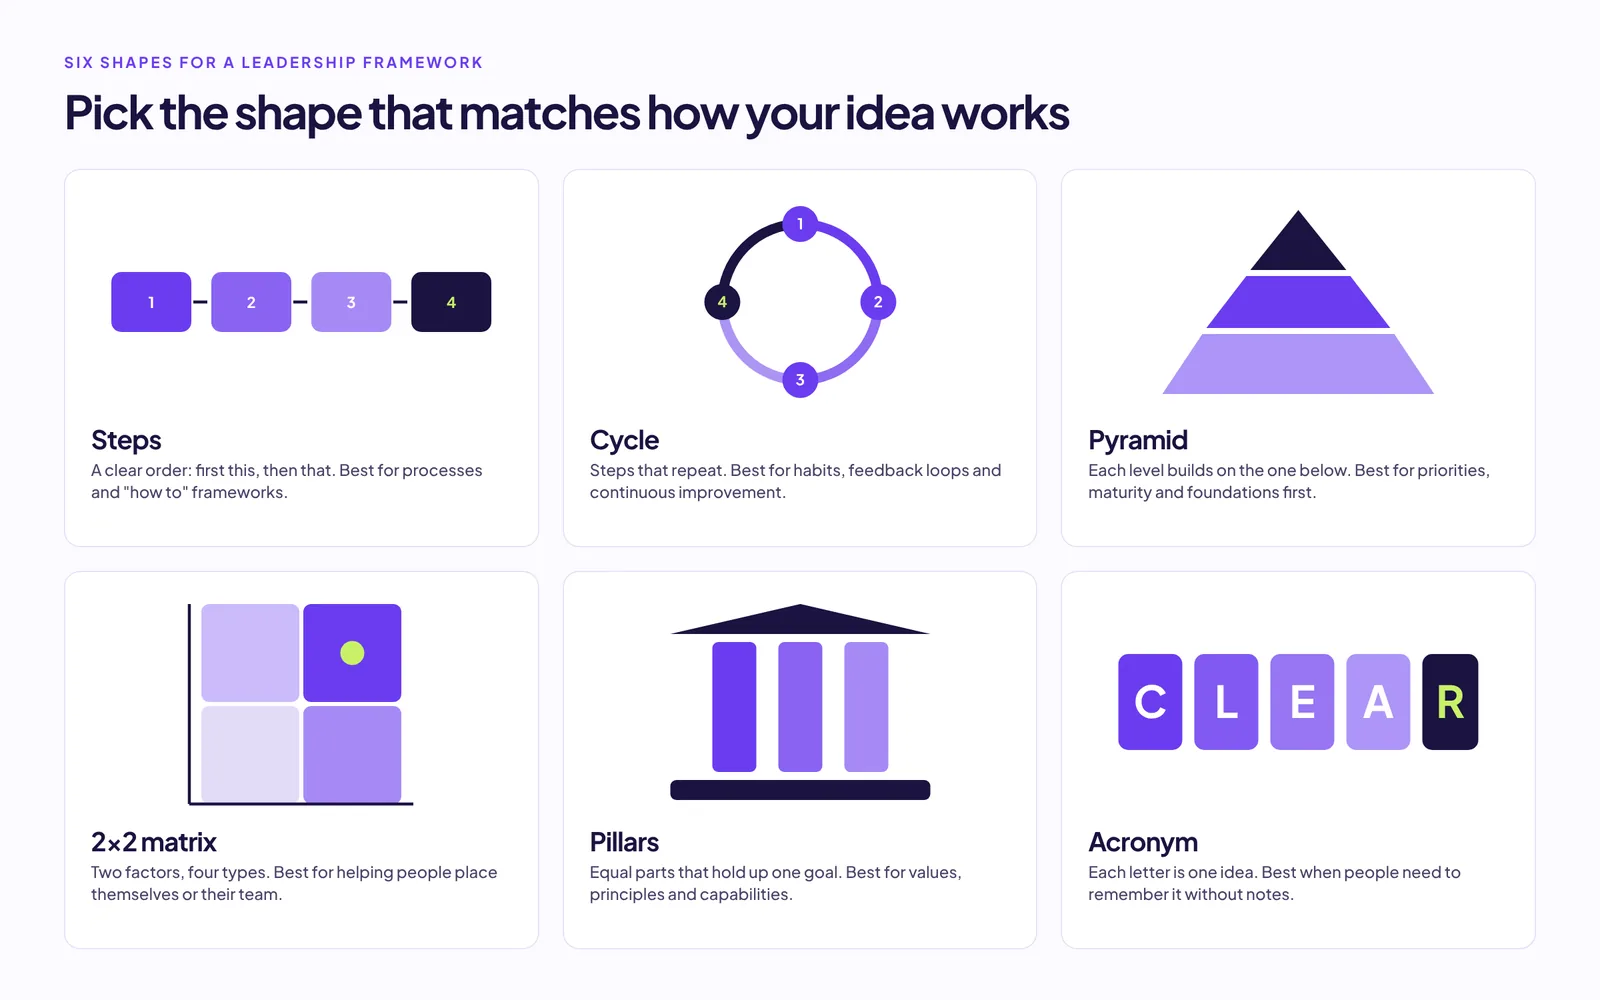 SIX SHAPES FOR A LEADERSHIP FRAMEWORK
Pick the shape that matches how your idea works
1
2
3
4
Steps
A clear order: first this, then that. Best for processes
and "how to" frameworks.
1
2
3
4
Cycle
Steps that repeat. Best for habits, feedback loops and
continuous improvement.
Pyramid
Each level builds on the one below. Best for priorities,
maturity and foundations first.
2×2 matrix
Two factors, four types. Best for helping people place
themselves or their team.
Pillars
Equal parts that hold up one goal. Best for values,
principles and capabilities.
C L E A R
Acronym
Each letter is one idea. Best when people need to
remember it without notes.